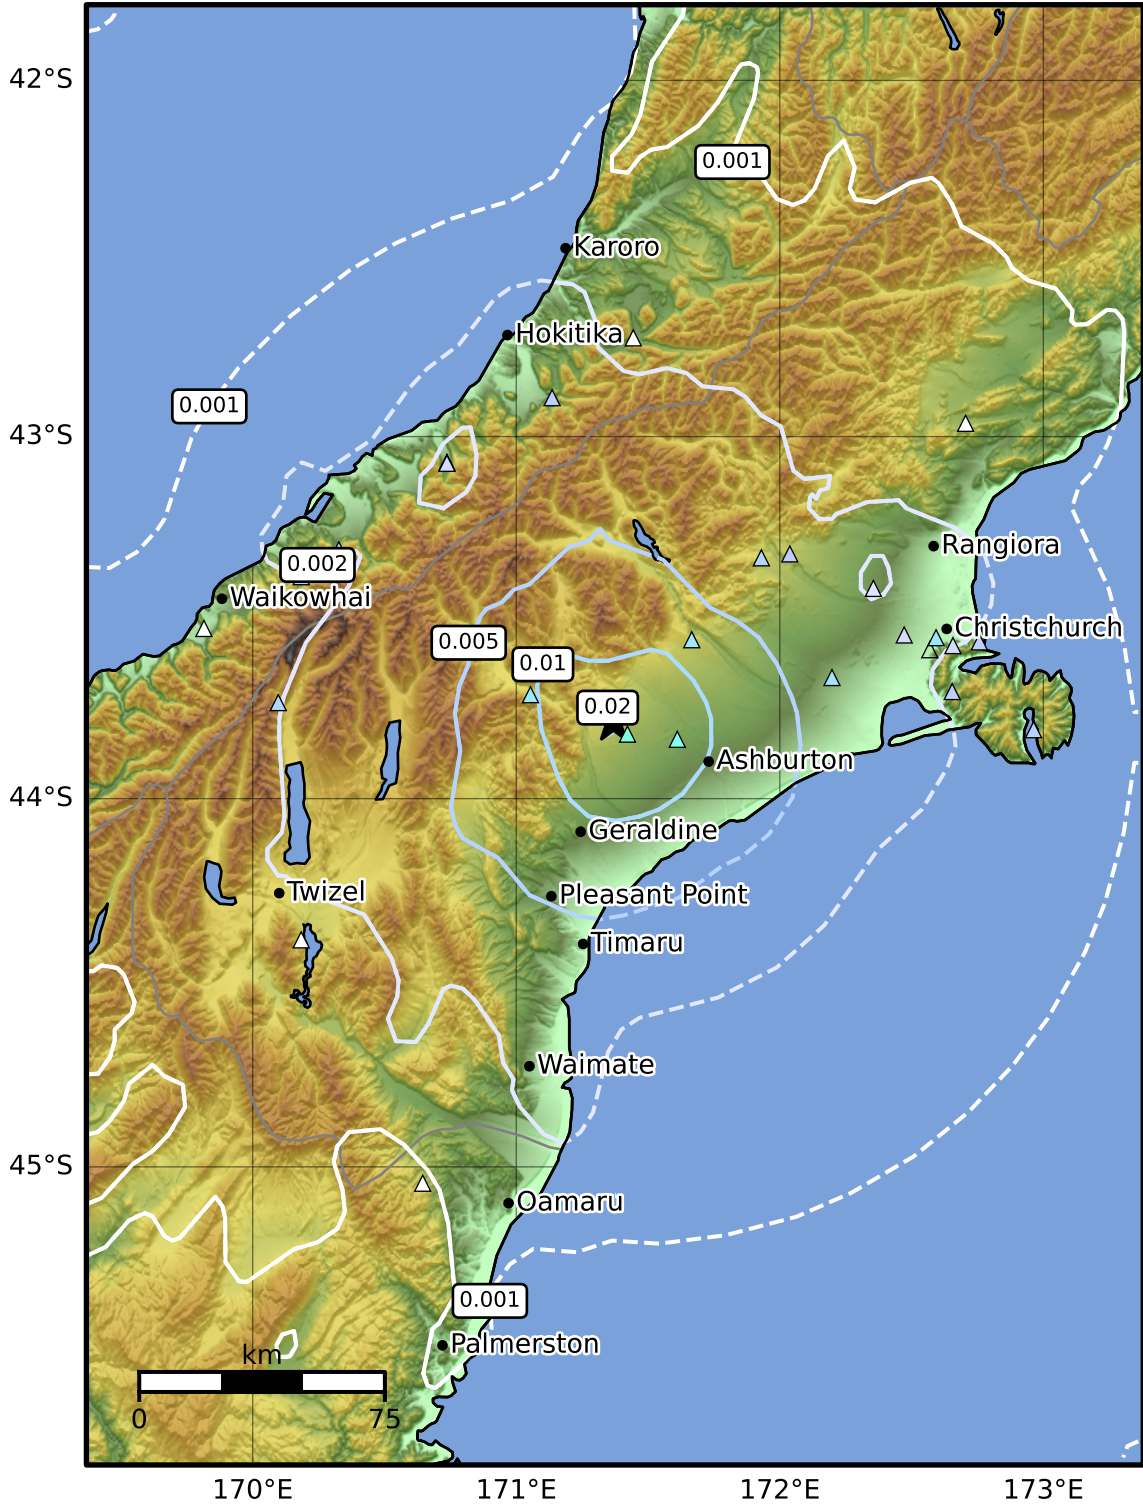 42°S
0.001
Karoro
Hokitika
0.001
43°S
Rangiora
0.002
Waikowhai
Christchurch
0.005
0.01
0.02
Ashburton
44°S
Geraldine
Twizel
Pleasant Point
Timaru
Waimate
45°S
Oamaru
0.001
Palmerston
km
0
75
170°E
171°E
172°E
173°E